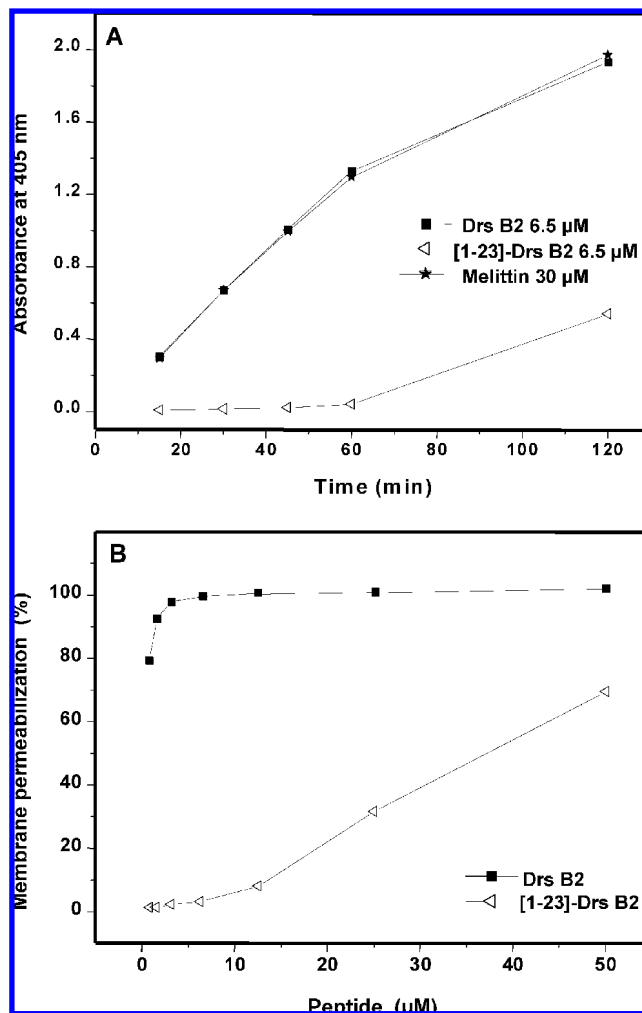 A
2.0
1.6
1.2
0.8
0.4
0.0
Absorbance at 405 nm
Drs B2 6.5 µM
[1-23]-Drs B2 6.5 µM
Melittin 30 µM
0 20 40 60 80 100 120
Time (min)
B
100
80
60
40
20
0
Membrane permeabilization (%)
Drs B2
[1-23]-Drs B2
0 10 20 30 40 50
Peptide (µM)